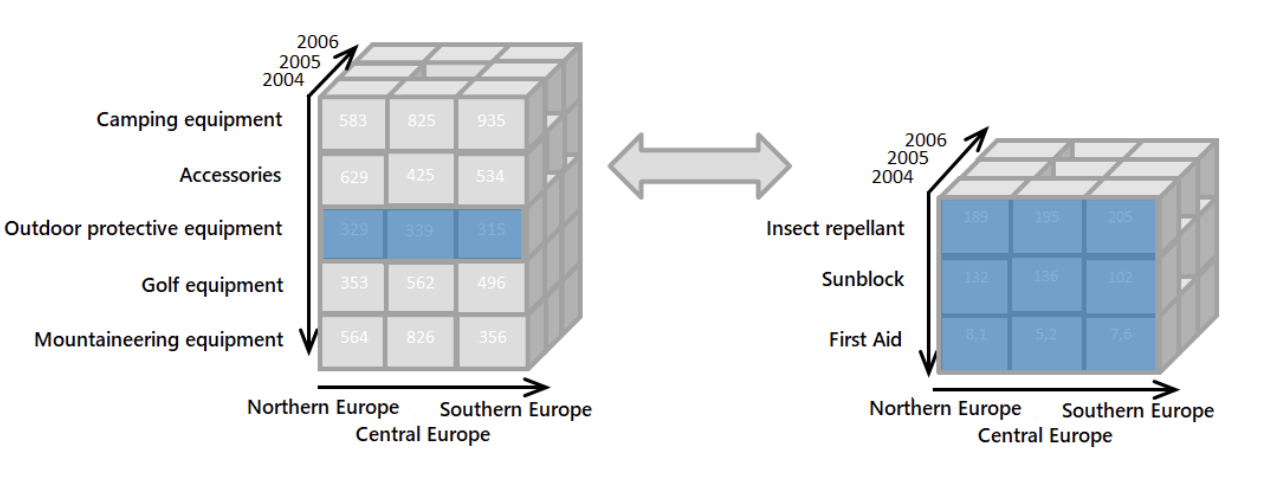 2006
2005
2004
Camping equipment 583 825 935
Accessories 629 425 534
Outdoor protective equipment 329 339 315
Golf equipment 353 562 496
Mountaineering equipment 564 826 356
Northern Europe Southern Europe
Central Europe
2006
2005
2004
Insect repellant 189 195 205
Sunblock 132 136 102
First Aid 8,1 5,2 7,6
Northern Europe Southern Europe
Central Europe